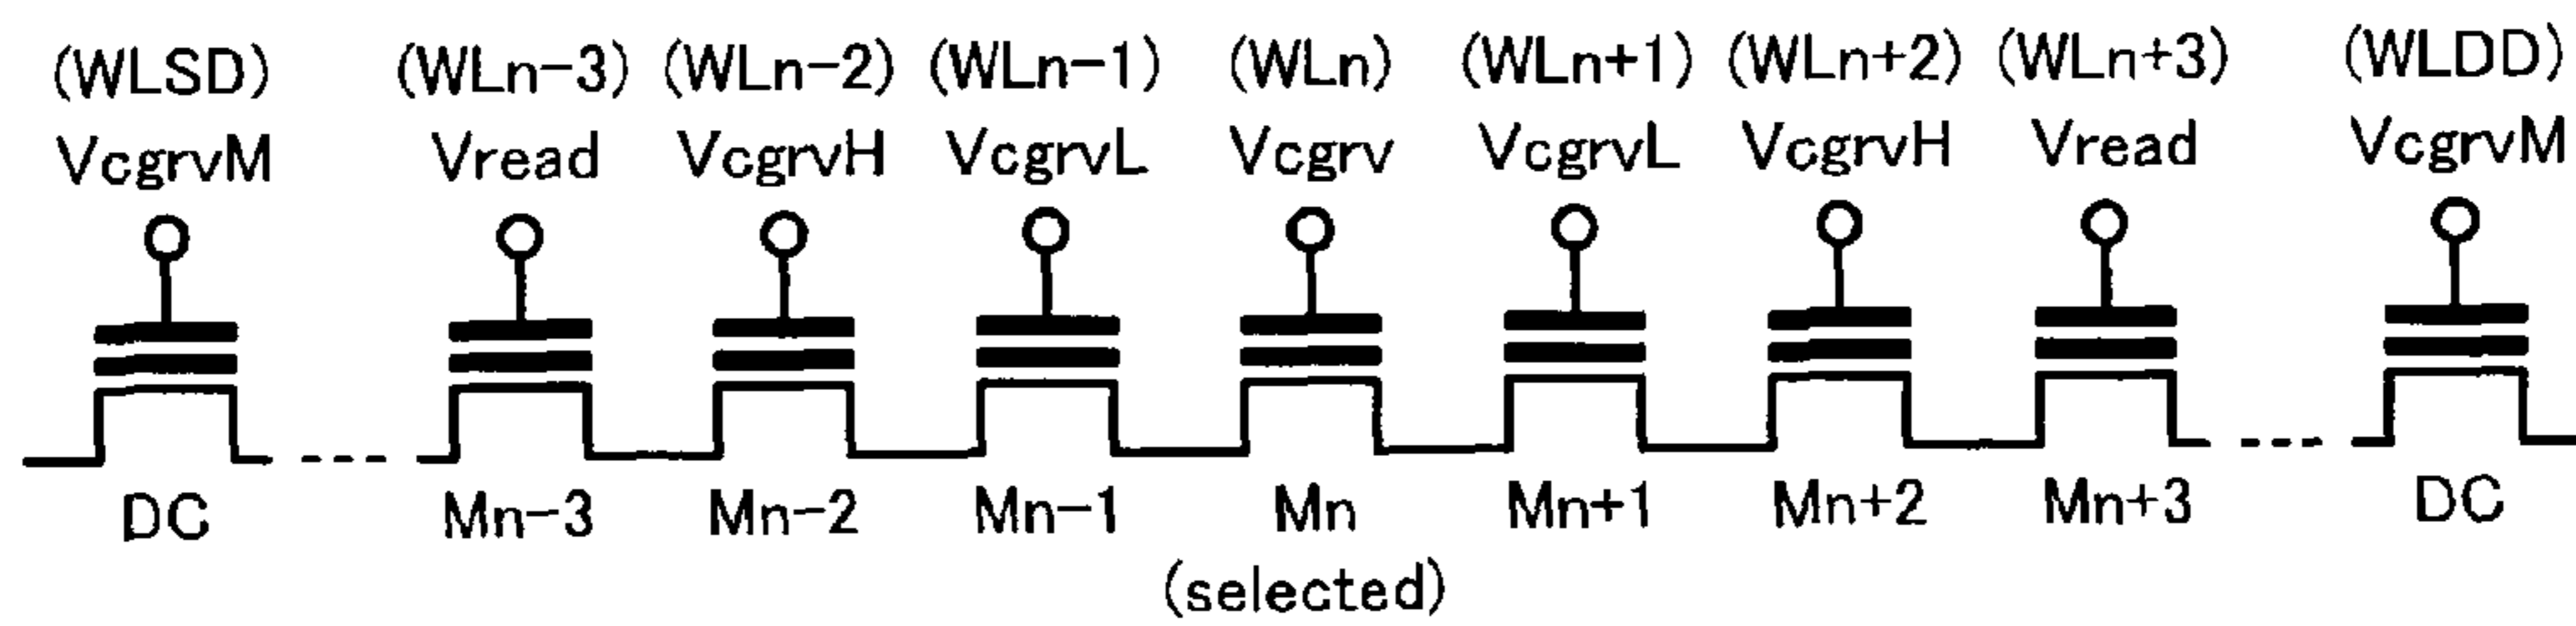 (WLSD) (WLn-3) (WLn-2) (WLn-1) (WLn) (WLn+1) (WLn+2) (WLn+3) (WLDD)
VcgrvM Vread VcgrvH VcgrvL Vcgrv VcgrvL VcgrvH Vread VcgrvM
DC Mn-3 Mn-2 Mn-1 Mn Mn+1 Mn+2 Mn+3 DC
(selected)